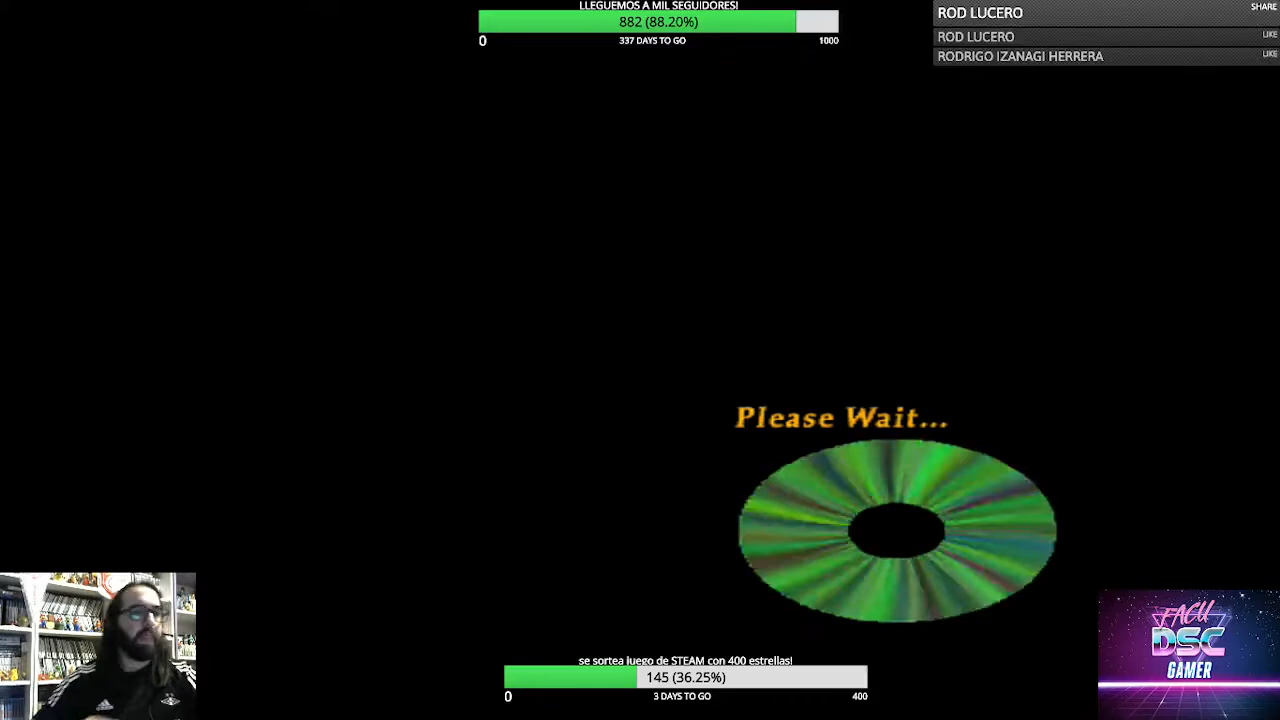 LLEGUEMOS A MIL SEGUIDORES!
882 (88.20%)
0
337 DAYS TO GO
1000
ROD LUCERO
SHARE
ROD LUCERO
LIKE
RODRIGO IZANAGI HERRERA
LIKE
Please Wait...
se sortea juego de STEAM con 400 estrellas!
145 (36.25%)
0
3 DAYS TO GO
400
FACU
DSC
GAMER